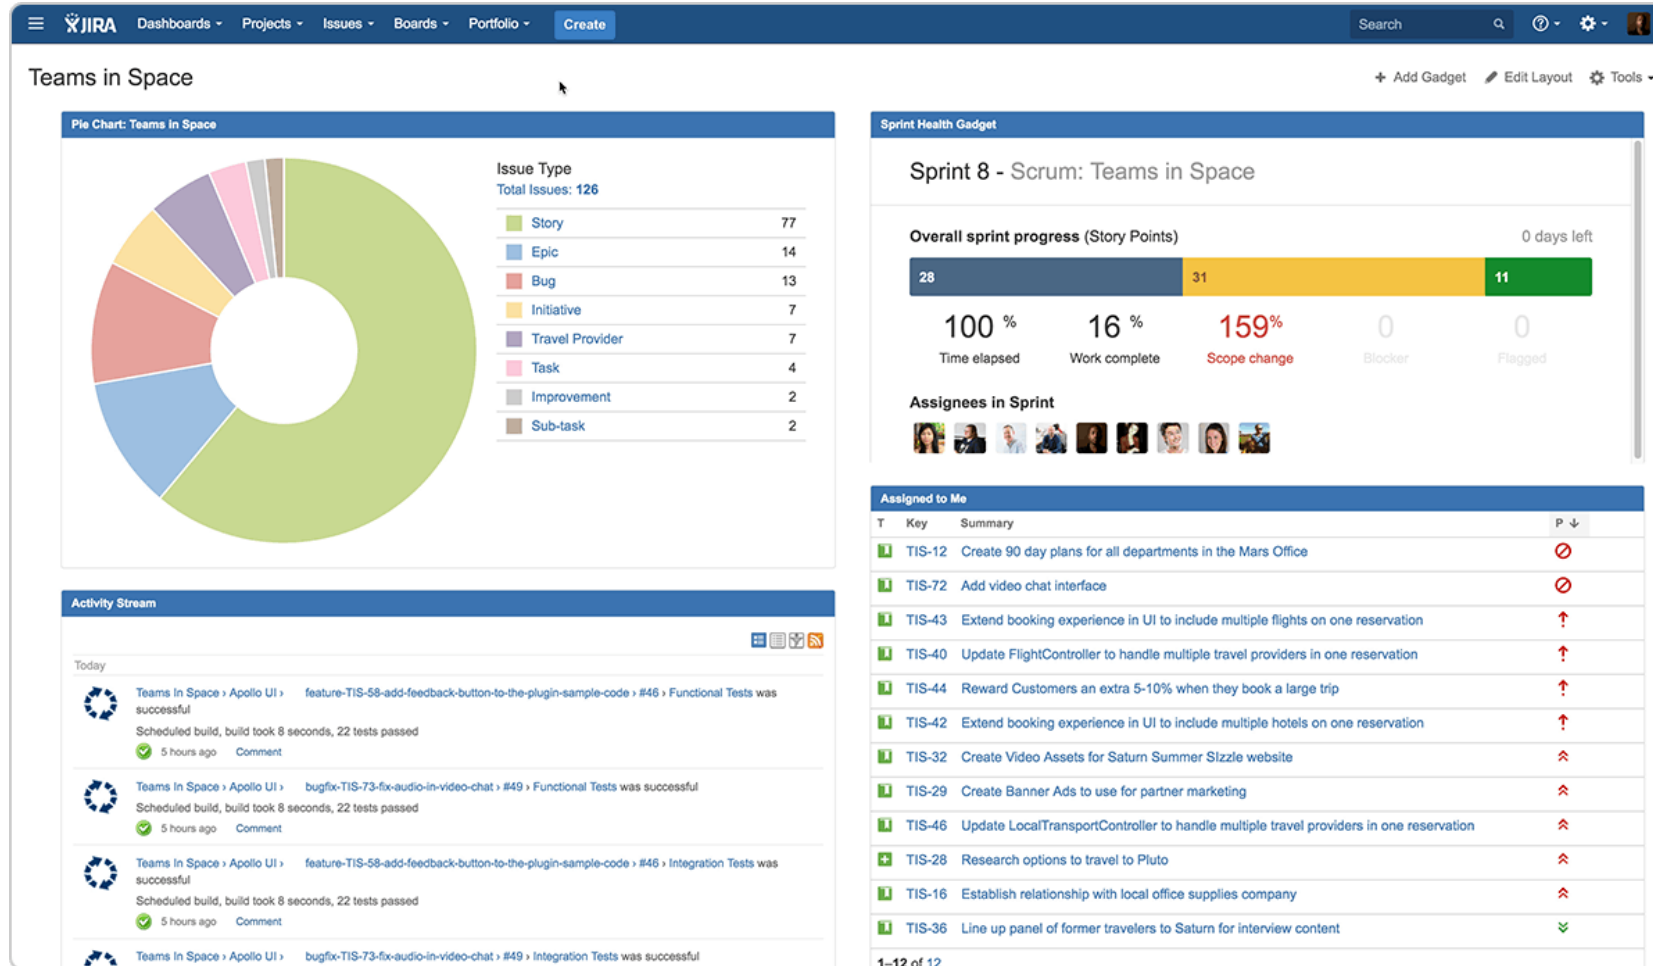 JIRA Dashboards Projects Issues Boards Portfolio Create Search
Teams in Space
Add Gadget Edit Layout Tools
Pie Chart: Teams in Space
Issue Type
Total Issues: 126
Story 77
Epic 14
Bug 13
Initiative 7
Travel Provider 7
Task 4
Improvement 2
Sub-task 2
Activity Stream
Today
Teams In Space › Apollo UI › feature-TIS-58-add-feedback-button-to-the-plugin-sample-code › #46 › Functional Tests was
successful
Scheduled build, build took 8 seconds, 22 tests passed
5 hours ago Comment
Teams In Space › Apollo UI › bugfix-TIS-73-fix-audio-in-video-chat › #49 › Functional Tests was successful
Scheduled build, build took 8 seconds, 22 tests passed
5 hours ago Comment
Teams In Space › Apollo UI › feature-TIS-58-add-feedback-button-to-the-plugin-sample-code › #46 › Integration Tests was
successful
Scheduled build, build took 8 seconds, 22 tests passed
5 hours ago Comment
Teams In Space › Apollo UI › bugfix-TIS-73-fix-audio-in-video-chat › #49 › Integration Tests was successful
Sprint Health Gadget
Sprint 8 - Scrum: Teams in Space
Overall sprint progress (Story Points) 0 days left
28 31 11
100 % 16 % 159% 0 0
Time elapsed Work complete Scope change Blocker Flagged
Assignees in Sprint
Assigned to Me
T Key Summary P
TIS-12 Create 90 day plans for all departments in the Mars Office
TIS-72 Add video chat interface
TIS-43 Extend booking experience in UI to include multiple flights on one reservation
TIS-40 Update FlightController to handle multiple travel providers in one reservation
TIS-44 Reward Customers an extra 5-10% when they book a large trip
TIS-42 Extend booking experience in UI to include multiple hotels on one reservation
TIS-32 Create Video Assets for Saturn Summer SIzzle website
TIS-29 Create Banner Ads to use for partner marketing
TIS-46 Update LocalTransportController to handle multiple travel providers in one reservation
TIS-28 Research options to travel to Pluto
TIS-16 Establish relationship with local office supplies company
TIS-36 Line up panel of former travelers to Saturn for interview content
1–12 of 12